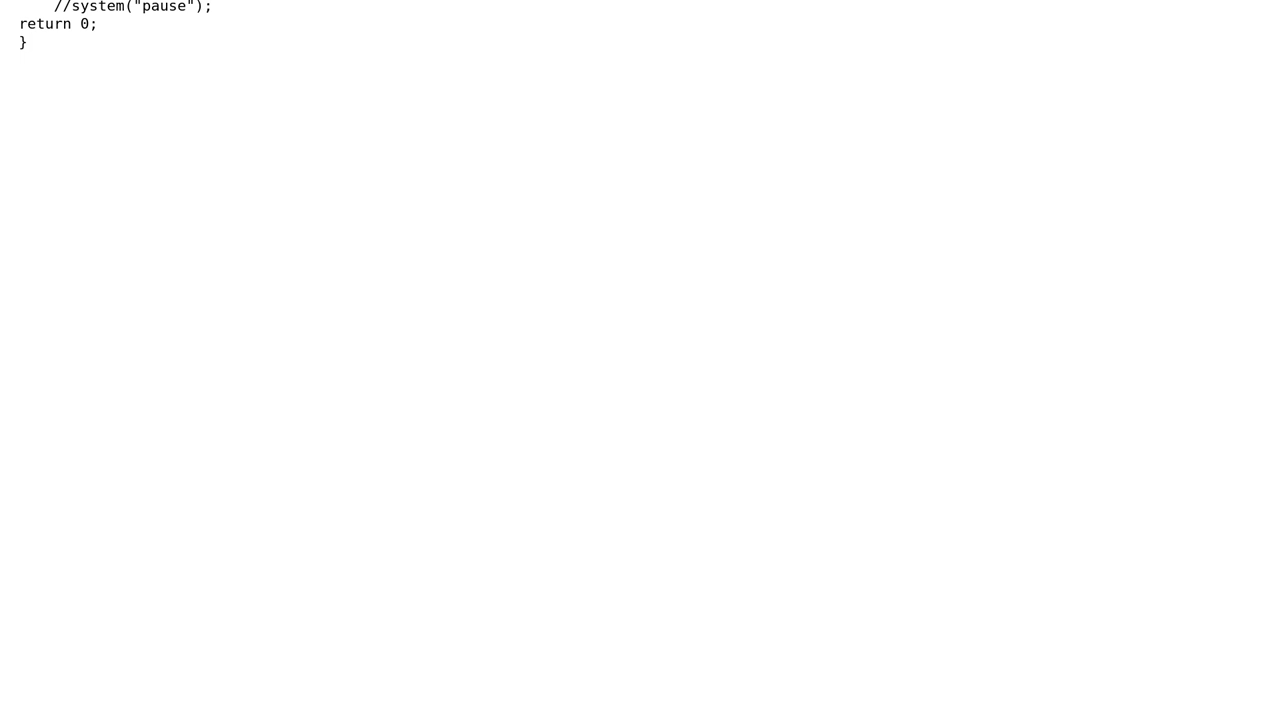 //system("pause");
return 0;
}